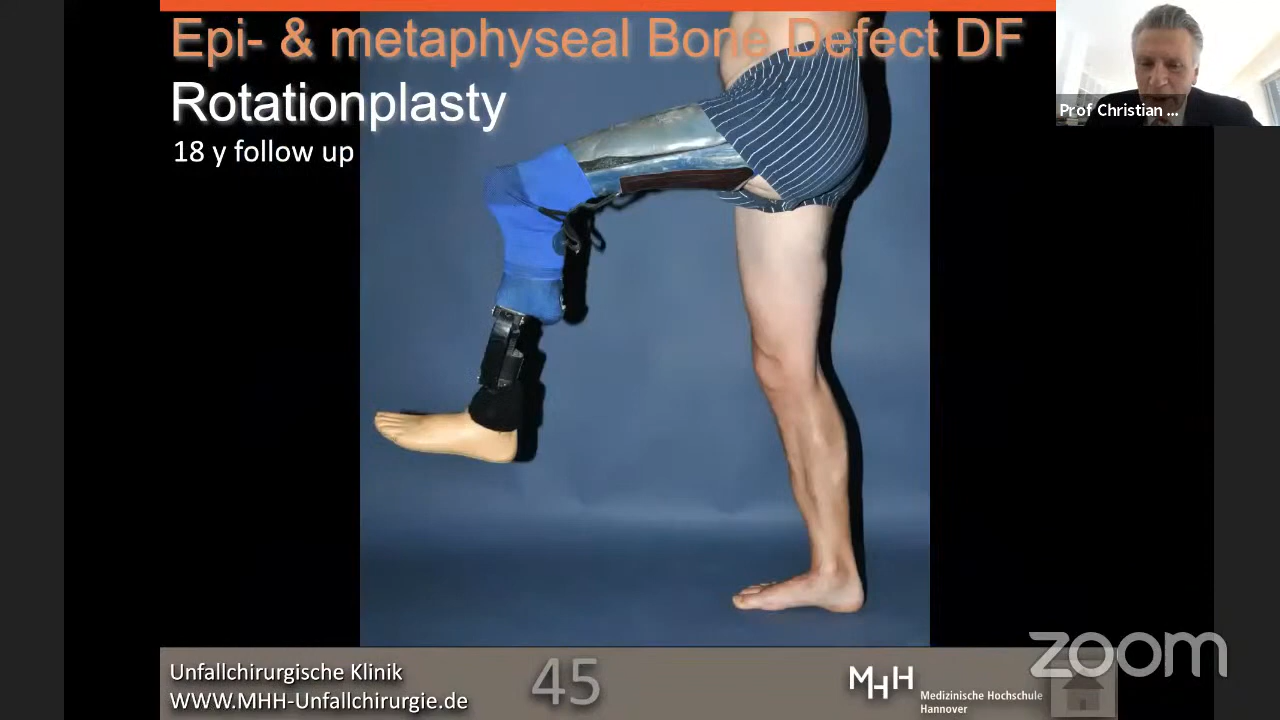 Epi- & metaphyseal Bone Defect DF
Rotationplasty
18 y follow up
Prof Christian ...
Unfallchirurgische Klinik
WWW.MHH-Unfallchirurgie.de
45
MHH
Medizinische Hochschule
Hannover
zoom